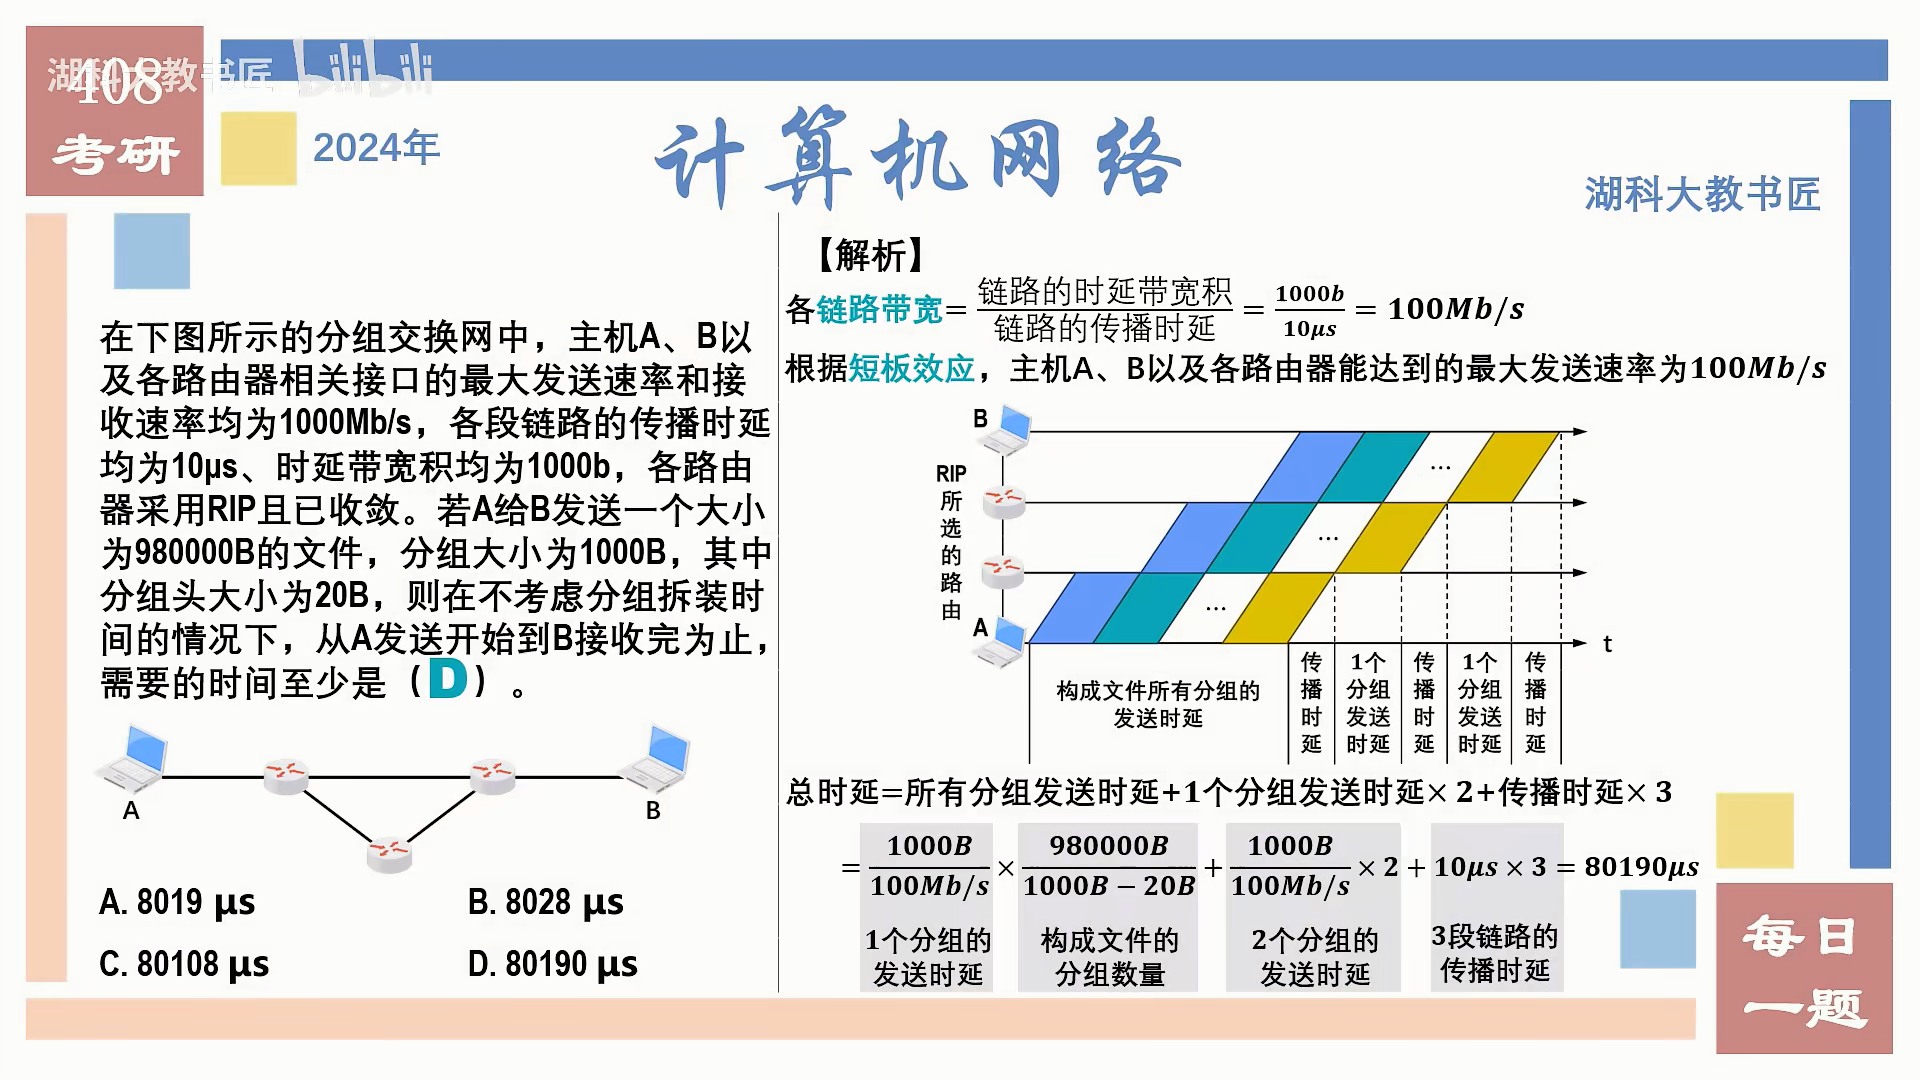 湖科大教书匠 bilibili
408
考研
2024年
计算机网络
湖科大教书匠
在下图所示的分组交换网中，主机A、B以
及各路由器相关接口的最大发送速率和接
收速率均为1000Mb/s，各段链路的传播时延
均为10μs、时延带宽积均为1000b，各路由
器采用RIP且已收敛。若A给B发送一个大小
为980000B的文件，分组大小为1000B，其中
分组头大小为20B，则在不考虑分组拆装时
间的情况下，从A发送开始到B接收完为止，
需要的时间至少是（D）。
A
B
A. 8019 μs
B. 8028 μs
C. 80108 μs
D. 80190 μs
【解析】
各链路带宽= 链路的时延带宽积/链路的传播时延 = 1000b/10μs = 100Mb/s
根据短板效应，主机A、B以及各路由器能达到的最大发送速率为100Mb/s
B
RIP
所
选
的
路
由
A
...
...
...
t
构成文件所有分组的
发送时延
传播时延
1个分组发送时延
传播时延
1个分组发送时延
传播时延
总时延=所有分组发送时延+1个分组发送时延× 2+传播时延× 3
= 1000B/100Mb/s × 980000B/1000B − 20B + 1000B/100Mb/s × 2 + 10μs × 3 = 80190μs
1个分组的
发送时延
构成文件的
分组数量
2个分组的
发送时延
3段链路的
传播时延
每日
一题